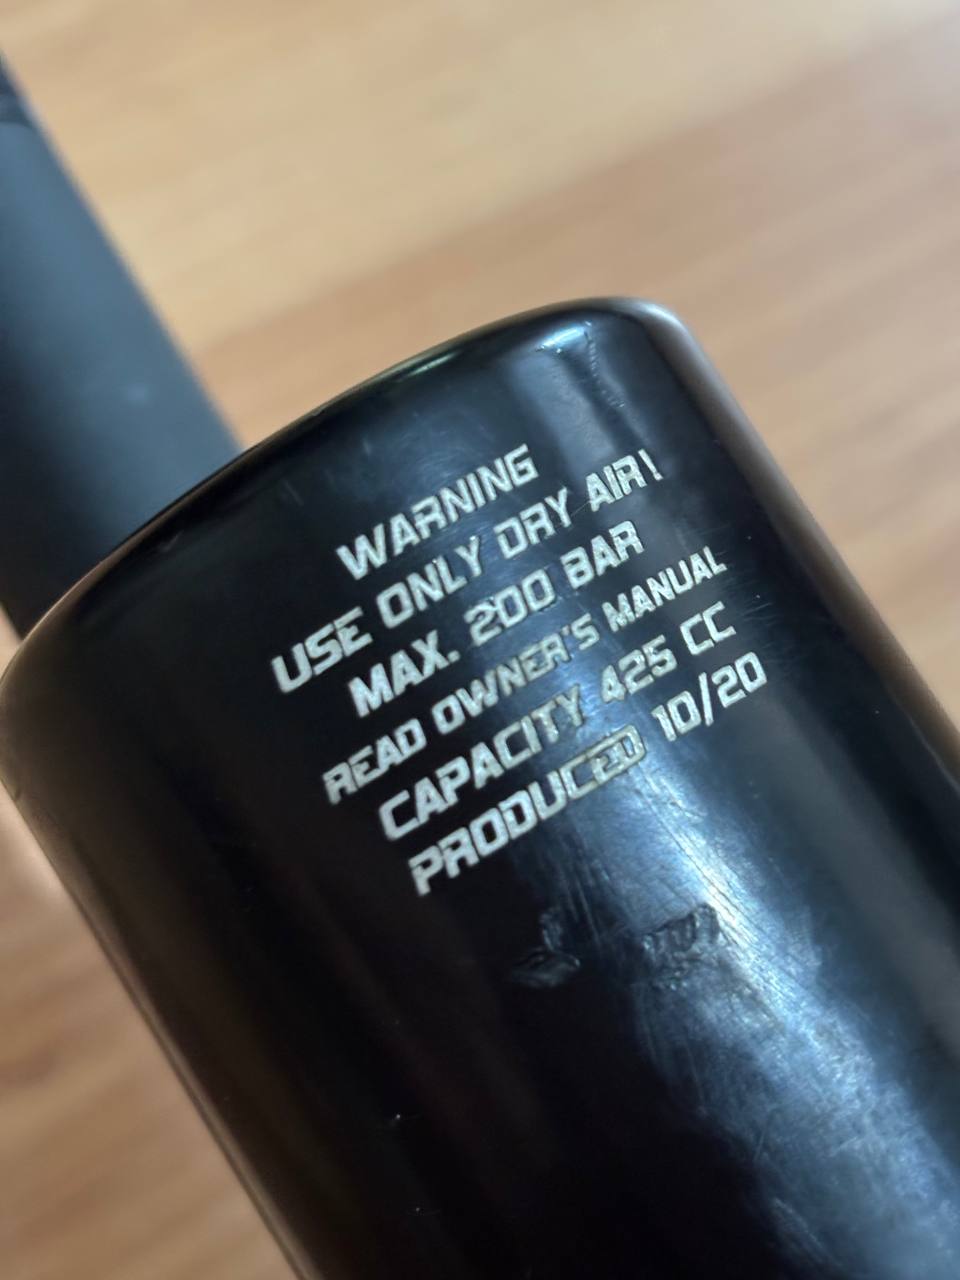 WARNING
USE ONLY DRY AIR!
MAX. 200 BAR
READ OWNER'S MANUAL
CAPACITY 425 CC
PRODUCED 10/20